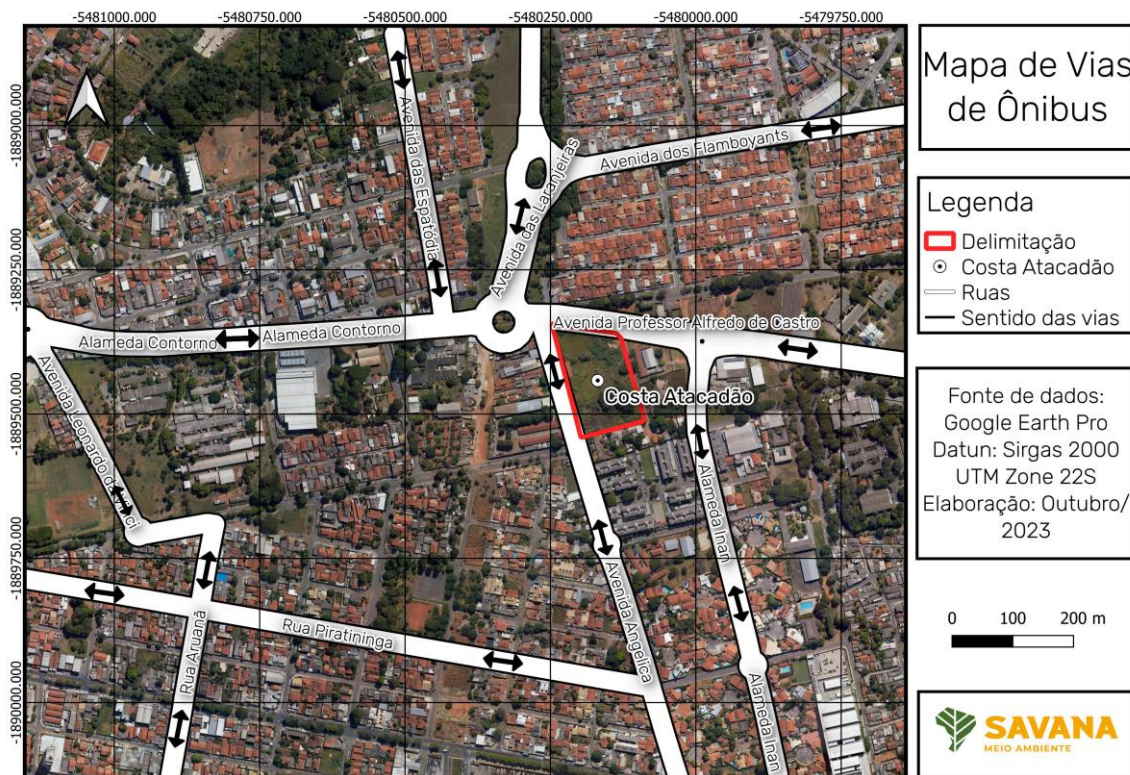 -5481000.000 -5480750.000 -5480500.000 -5480250.000 -5480000.000 -5479750.000
-1889000.000
-1889250.000
-1889500.000
-1889750.000
-1890000.000
Avenida das Espatódia
Avenida das Laranjeiras
Avenida dos Flamboyants
Alameda Contorno
Alameda Contorno
Avenida Professor Alfredo de Castro
Costa Atacadão
Avenida Leonardo da Vinci
Alameda Inan
Avenida Angelica
Rua Piratininga
Rua Aruanã
Alameda Inan
Mapa de Vias
de Ônibus
Legenda
Delimitação
Costa Atacadão
Ruas
Sentido das vias
Fonte de dados:
Google Earth Pro
Datun: Sirgas 2000
UTM Zone 22S
Elaboração: Outubro/
2023
0 100 200 m
SAVANA
MEIO AMBIENTE